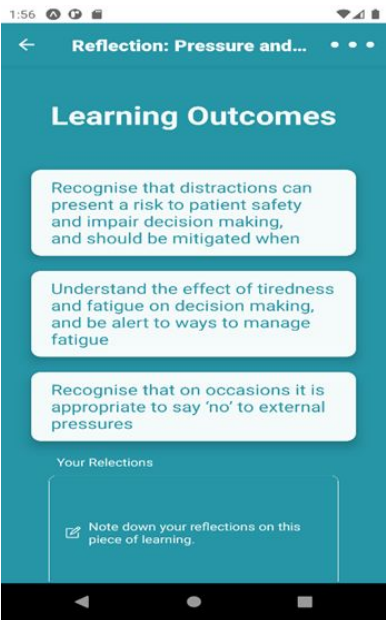 1:56
Reflection: Pressure and...
Learning Outcomes
Recognise that distractions can
present a risk to patient safety
and impair decision making,
and should be mitigated when
Understand the effect of tiredness
and fatigue on decision making,
and be alert to ways to manage
fatigue
Recognise that on occasions it is
appropriate to say ‘no’ to external
pressures
Your Relections
Note down your reflections on this
piece of learning.